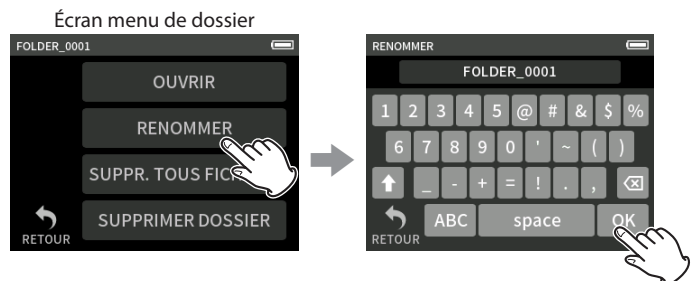 Écran menu de dossier
FOLDER_0001
OUVRIR
RENOMMER
SUPPR. TOUS FIC
SUPPRIMER DOSSIER
RETOUR
RENOMMER
FOLDER_0001
1 2 3 4 5 @ # & $ %
6 7 8 9 0 ' ~ ( )
_ - + = ! . ,
ABC space OK
RETOUR